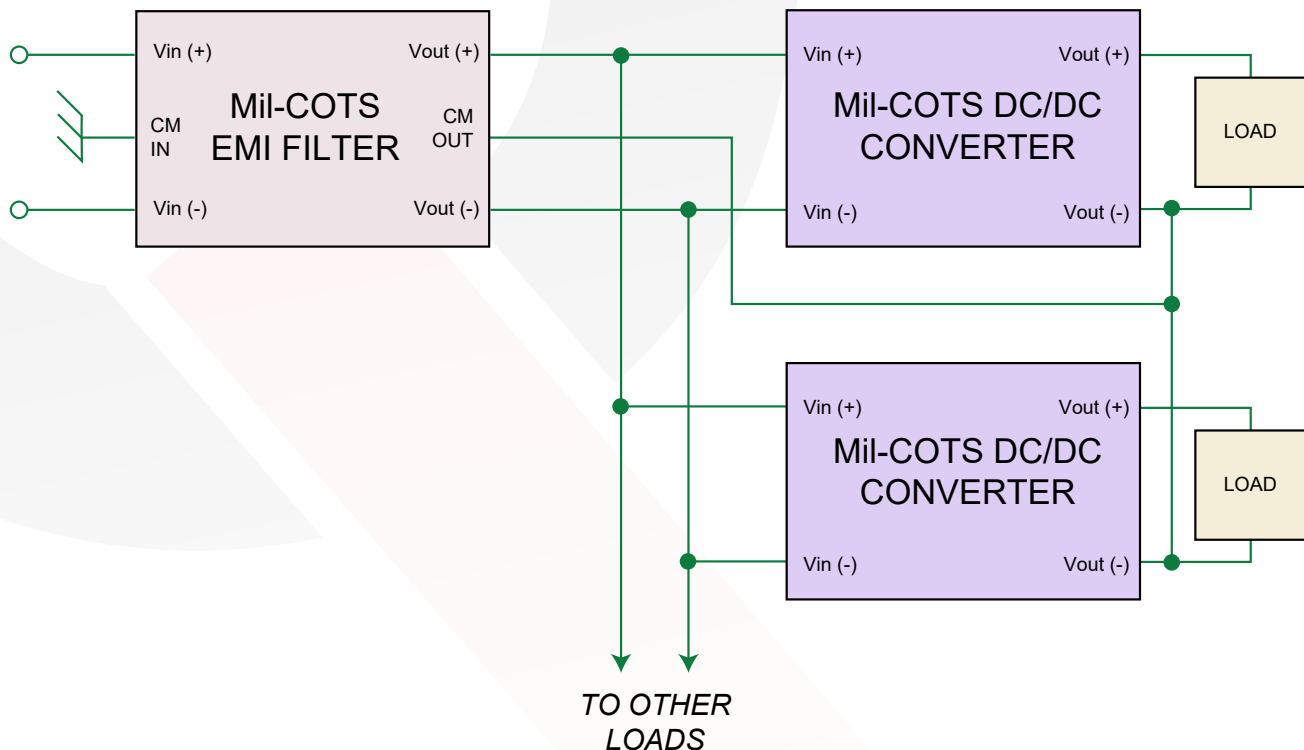 Vin (+)
Vout (+)
Mil-COTS
EMI FILTER
CM
IN
CM
OUT
Vin (-)
Vout (-)
Vin (+)
Vout (+)
Mil-COTS DC/DC
CONVERTER
Vin (-)
Vout (-)
LOAD
Vin (+)
Vout (+)
Mil-COTS DC/DC
CONVERTER
Vin (-)
Vout (-)
LOAD
TO OTHER
LOADS